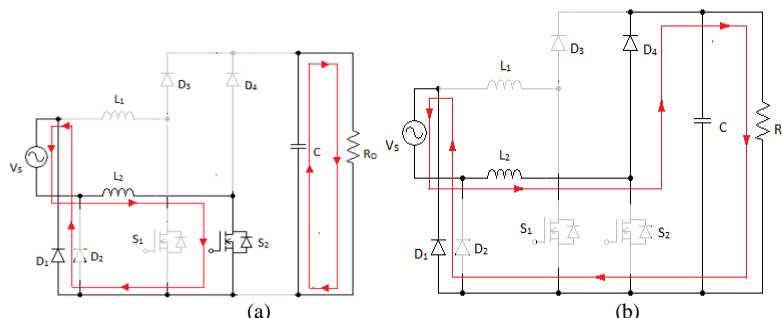 D₃ D₄
L₁
Vs
L₂
C
Rₒ
S₁ S₂
D₁ D₂
(a)
D₃ D₄
L₁
Vs
L₂
C
R
S₁ S₂
D₁ D₂
(b)